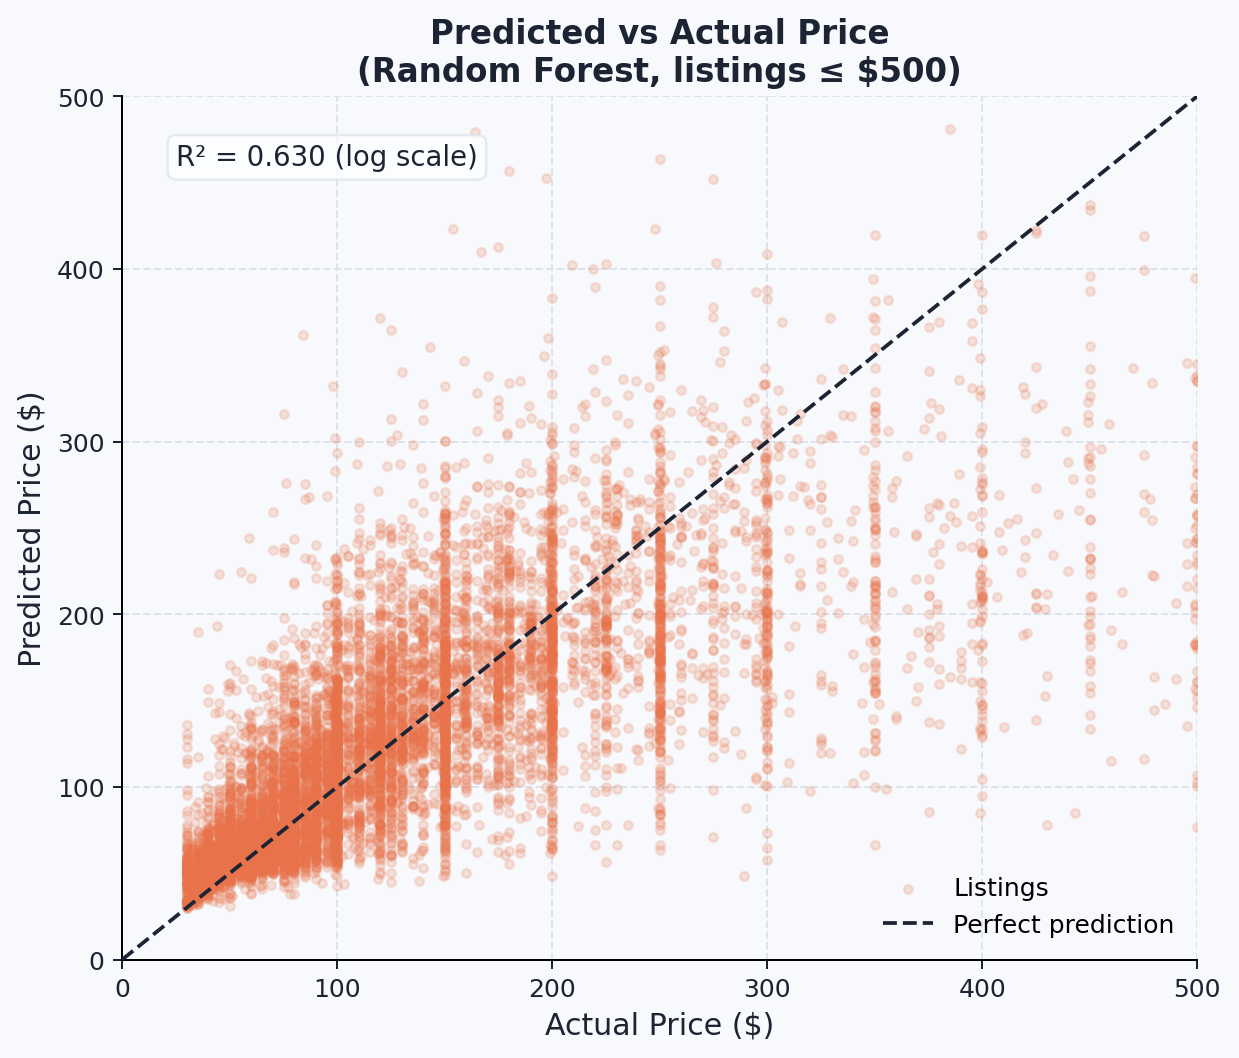 Predicted vs Actual Price
(Random Forest, listings ≤ $500)
R² = 0.630 (log scale)
Predicted Price ($)
500
400
300
200
100
0
0 100 200 300 400 500
Actual Price ($)
Listings
Perfect prediction